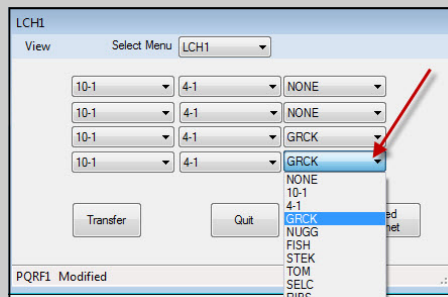 LCH1
View Select Menu LCH1
10-1 4-1 NONE
10-1 4-1 NONE
10-1 4-1 GRCK
10-1 4-1 GRCK
NONE
10-1
4-1
GRCK
NUGG
FISH
STEK
TOM
SELC
RIBS
Transfer Quit ed
net
PQRF1 Modified